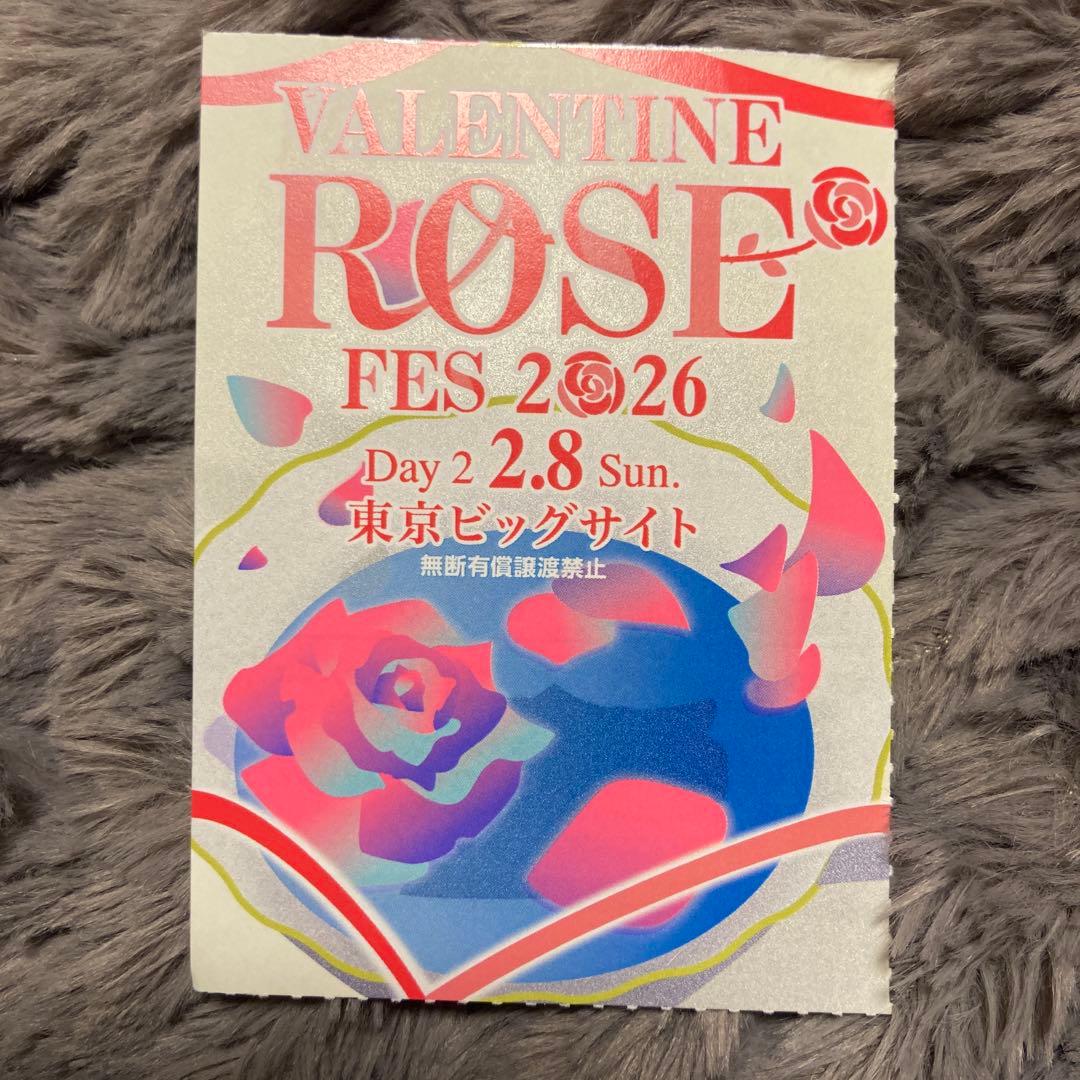 VALENTINE
ROSE
FES 2026
Day 2 2.8 Sun.
東京ビッグサイト
無断有償譲渡禁止